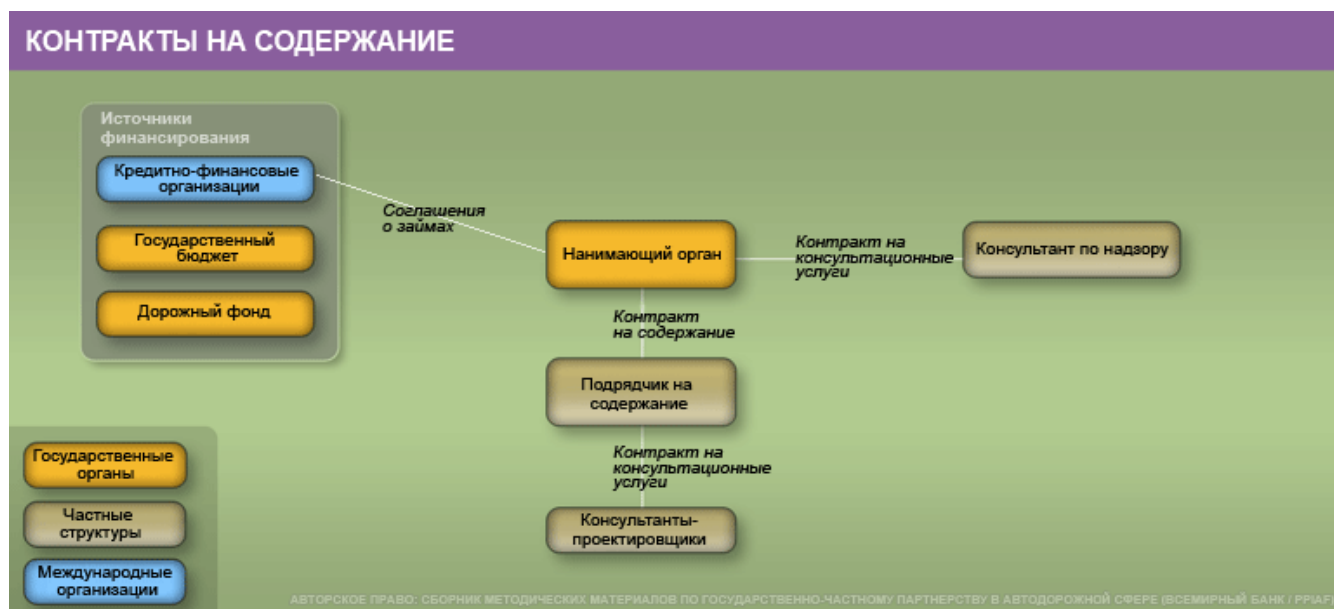 КОНТРАКТЫ НА СОДЕРЖАНИЕ
Источники
финансирования
Кредитно-финансовые
организации
Государственный
бюджет
Дорожный фонд
Соглашения
о займах
Нанимающий орган
Контракт на
консультационные
услуги
Консультант по надзору
Контракт
на содержание
Подрядчик на
содержание
Контракт на
консультационные
услуги
Консультанты-
проектировщики
Государственные
органы
Частные
структуры
Международные
организации
АВТОРСКОЕ ПРАВО: СБОРНИК МЕТОДИЧЕСКИХ МАТЕРИАЛОВ ПО ГОСУДАРСТВЕННО-ЧАСТНОМУ ПАРТНЕРСТВУ В АВТОДОРОЖНОЙ СФЕРЕ (ВСЕМИРНЫЙ БАНК / PPIAF